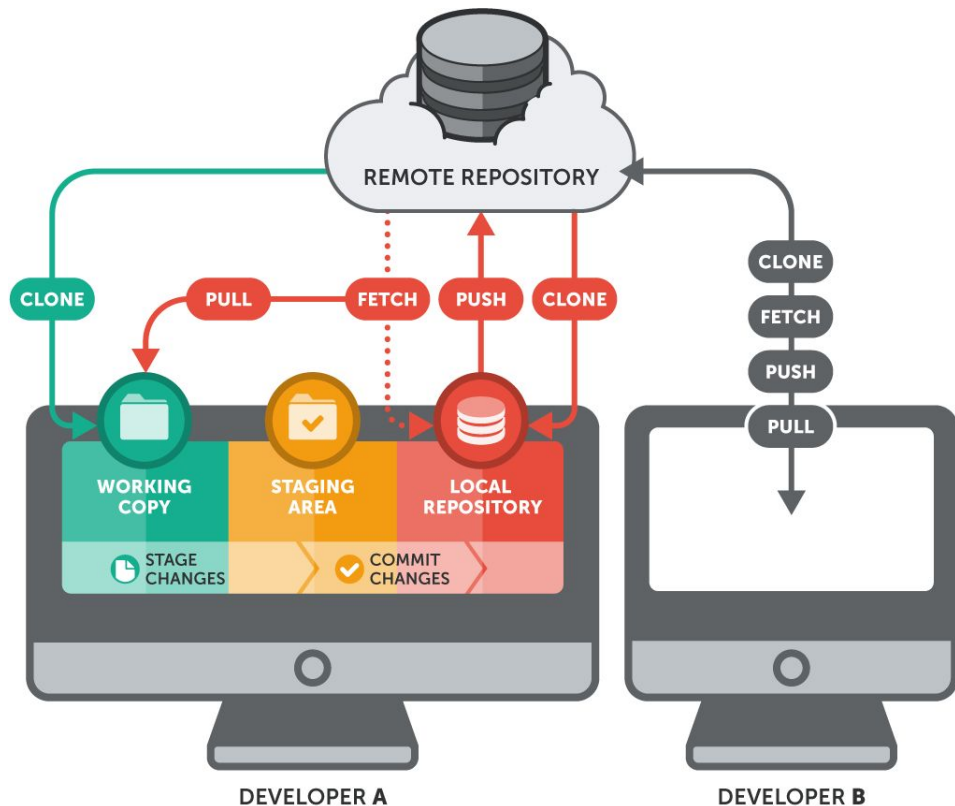 REMOTE REPOSITORY
CLONE
PULL
FETCH
PUSH
CLONE
CLONE
FETCH
PUSH
PULL
WORKING
COPY
STAGING
AREA
LOCAL
REPOSITORY
STAGE
CHANGES
COMMIT
CHANGES
DEVELOPER A
DEVELOPER B